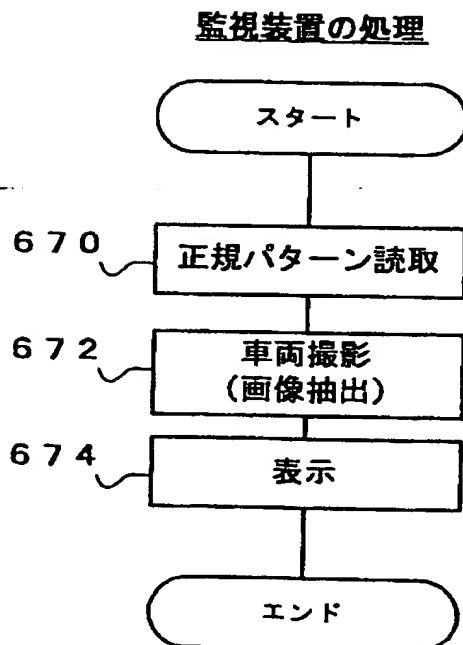 監視装置の処理
スタート
670
正規パターン読取
672
車両撮影
(画像抽出)
674
表示
エンド